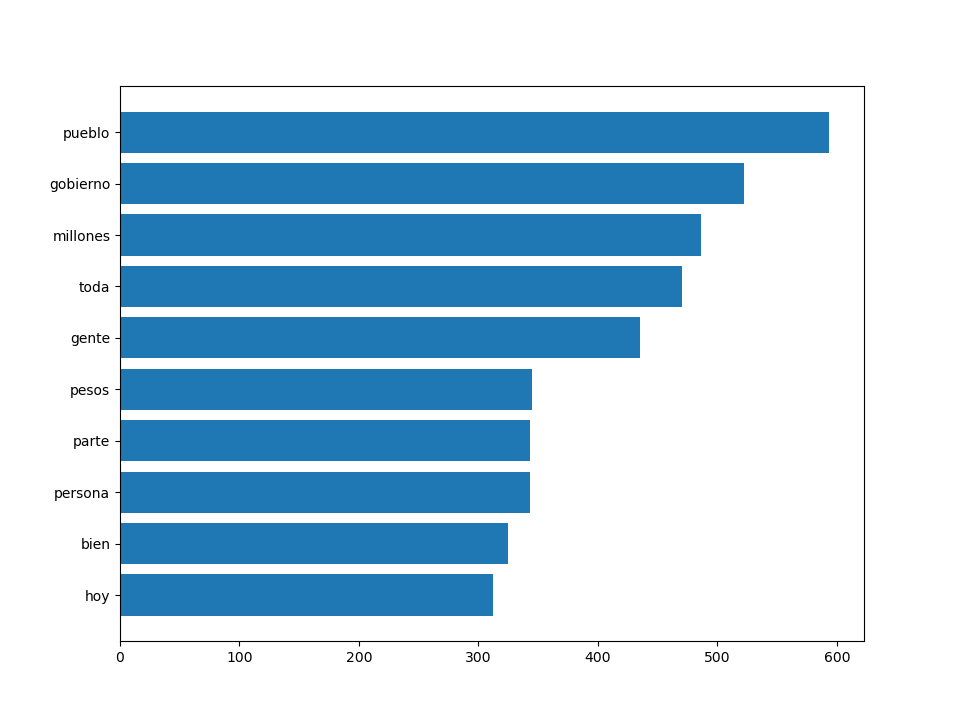 pueblo
gobierno
millones
toda
gente
pesos
parte
persona
bien
hoy
0 100 200 300 400 500 600